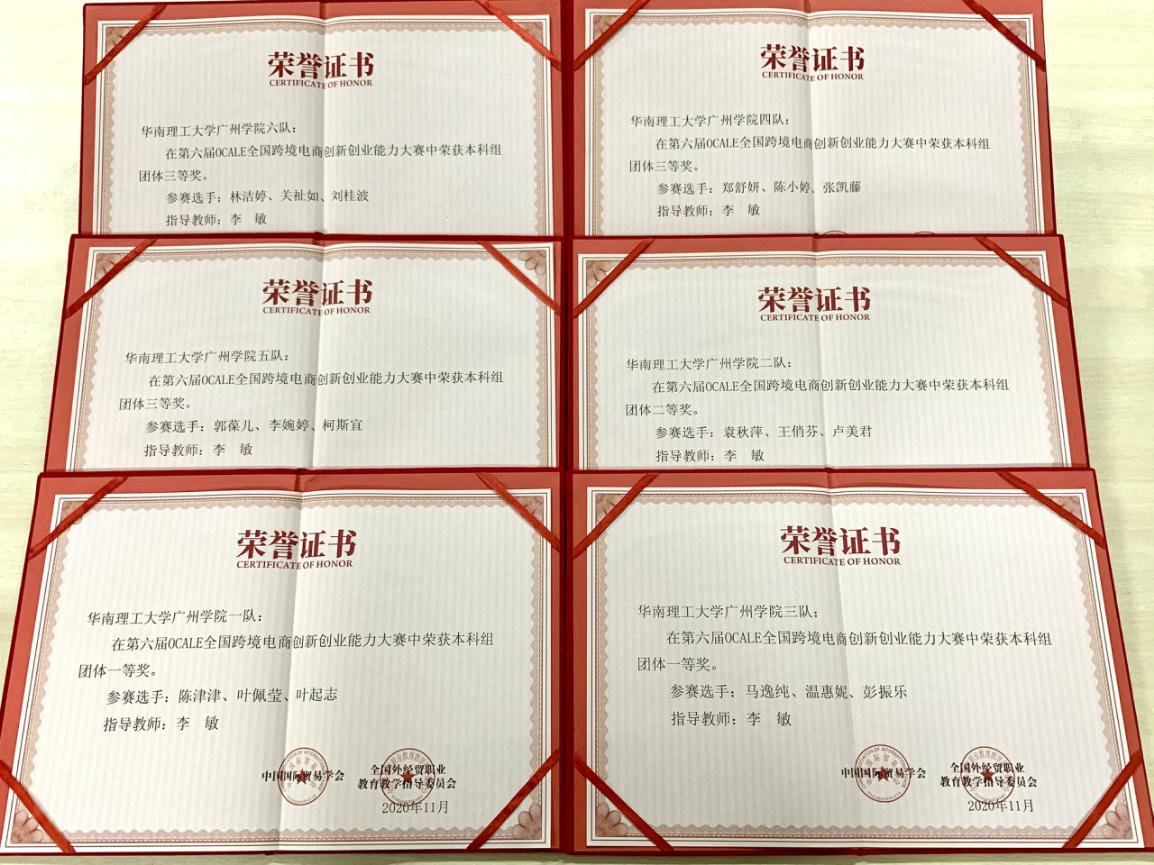 荣誉证书
CERTIFICATE OF HONOR
华南理工大学广州学院六队：
在第六届OCALE全国跨境电商创新创业能力大赛中荣获本科组
团体三等奖。
参赛选手：林洁婷、关祉如、刘桂波
指导教师：李 敏
荣誉证书
CERTIFICATE OF HONOR
华南理工大学广州学院四队：
在第六届OCALE全国跨境电商创新创业能力大赛中荣获本科组
团体三等奖。
参赛选手：郑舒妍、陈小婷、张凯藤
指导教师：李 敏
荣誉证书
CERTIFICATE OF HONOR
华南理工大学广州学院五队：
在第六届OCALE全国跨境电商创新创业能力大赛中荣获本科组
团体三等奖。
参赛选手：郭葆儿、李婉婷、柯斯宜
指导教师：李 敏
荣誉证书
CERTIFICATE OF HONOR
华南理工大学广州学院二队：
在第六届OCALE全国跨境电商创新创业能力大赛中荣获本科组
团体二等奖。
参赛选手：袁秋萍、王俏芬、卢美君
指导教师：李 敏
荣誉证书
CERTIFICATE OF HONOR
华南理工大学广州学院一队：
在第六届OCALE全国跨境电商创新创业能力大赛中荣获本科组
团体一等奖。
参赛选手：陈津津、叶佩莹、叶起志
指导教师：李 敏
中国国际贸易学会
全国外经贸职业
教育教学指导委员会
2020年11月
荣誉证书
CERTIFICATE OF HONOR
华南理工大学广州学院三队：
在第六届OCALE全国跨境电商创新创业能力大赛中荣获本科组
团体一等奖。
参赛选手：马逸纯、温惠妮、彭振乐
指导教师：李 敏
中国国际贸易学会
全国外经贸职业
教育教学指导委员会
2020年11月